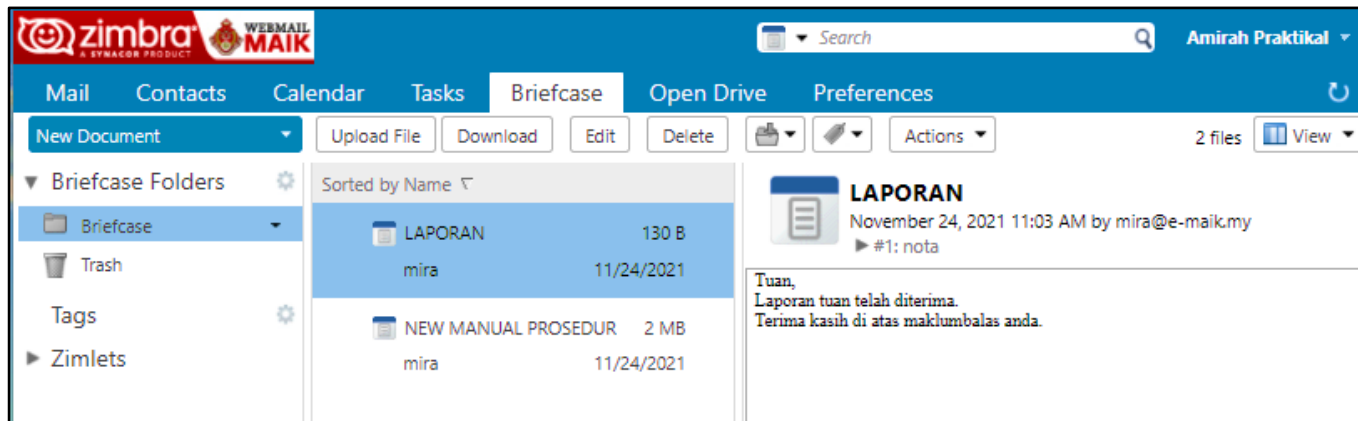 zimbra
A SYNACOR PRODUCT
WEBMAIL
MAIK
Search
Amirah Praktikal
Mail Contacts Calendar Tasks Briefcase Open Drive Preferences
New Document Upload File Download Edit Delete Actions 2 files View
Briefcase Folders
Briefcase
Trash
Tags
Zimlets
Sorted by Name
LAPORAN 130 B
mira 11/24/2021
NEW MANUAL PROSEDUR 2 MB
mira 11/24/2021
LAPORAN
November 24, 2021 11:03 AM by mira@e-maik.my
#1: nota
Tuan,
Laporan tuan telah diterima.
Terima kasih di atas maklumbalas anda.